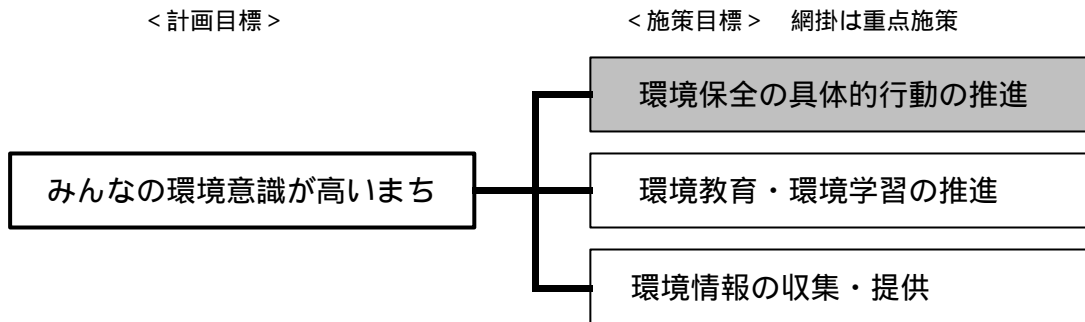 <計画目標>
<施策目標> 網掛は重点施策
環境保全の具体的行動の推進
みんなの環境意識が高いまち
環境教育・環境学習の推進
環境情報の収集・提供